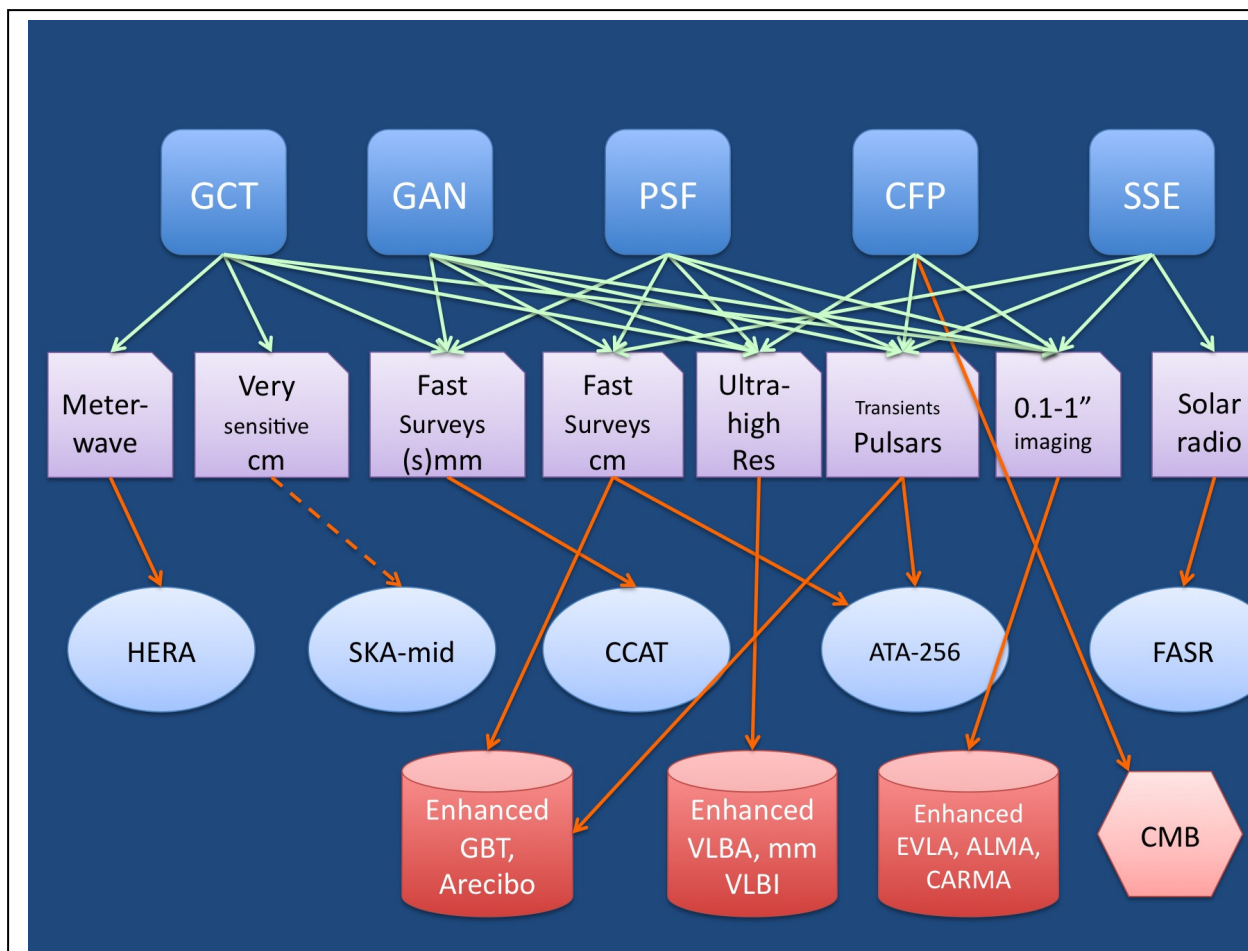 GCT
GAN
PSF
CFP
SSE
Meter-
wave
Very
sensitive
cm
Fast
Surveys
(s)mm
Fast
Surveys
cm
Ultra-
high
Res
Transients
Pulsars
0.1-1”
imaging
Solar
radio
HERA
SKA-mid
CCAT
ATA-256
FASR
Enhanced
GBT,
Arecibo
Enhanced
VLBA, mm
VLBI
Enhanced
EVLA, ALMA,
CARMA
CMB